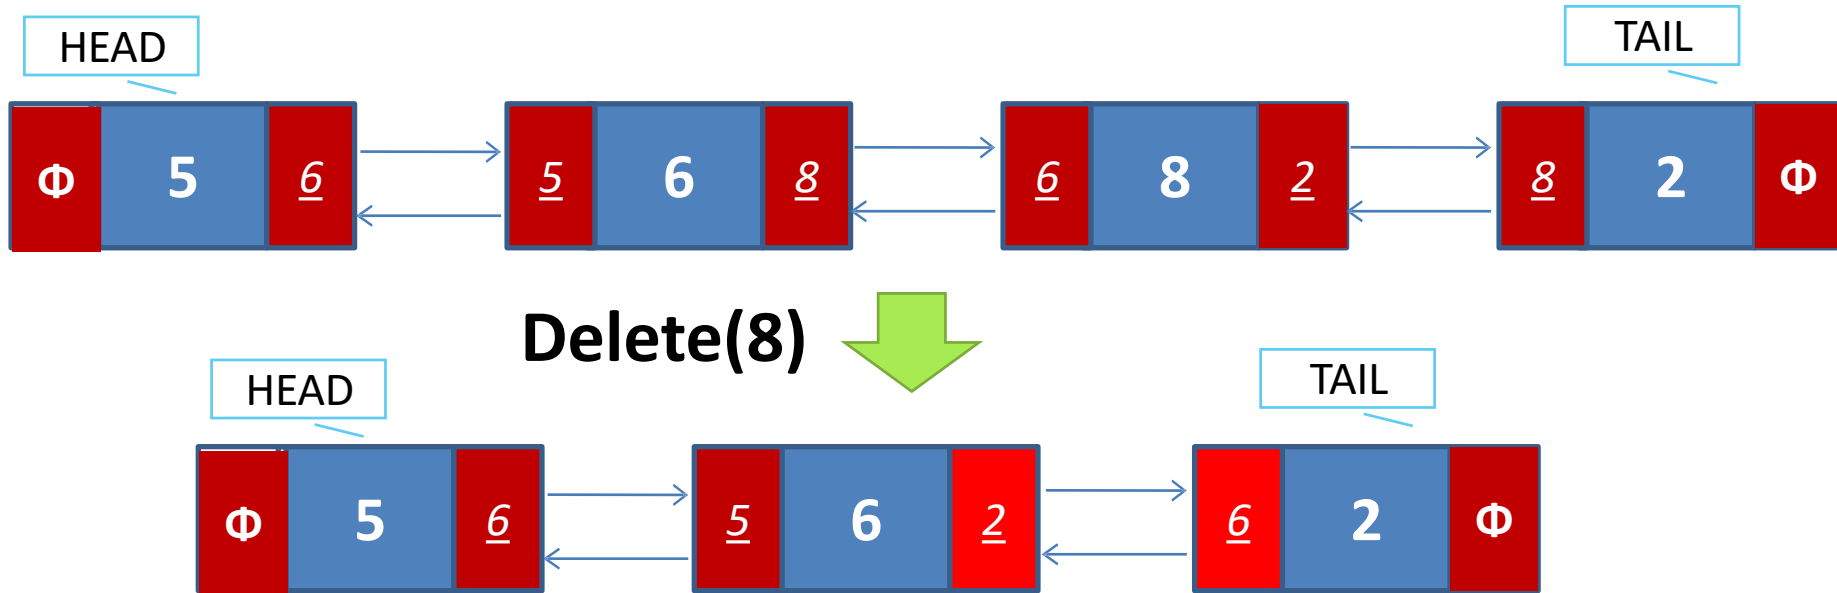 HEAD TAIL
Φ 5 6 5 6 8 6 8 2 8 2 Φ
Delete(8)
HEAD TAIL
Φ 5 6 5 6 2 6 2 Φ